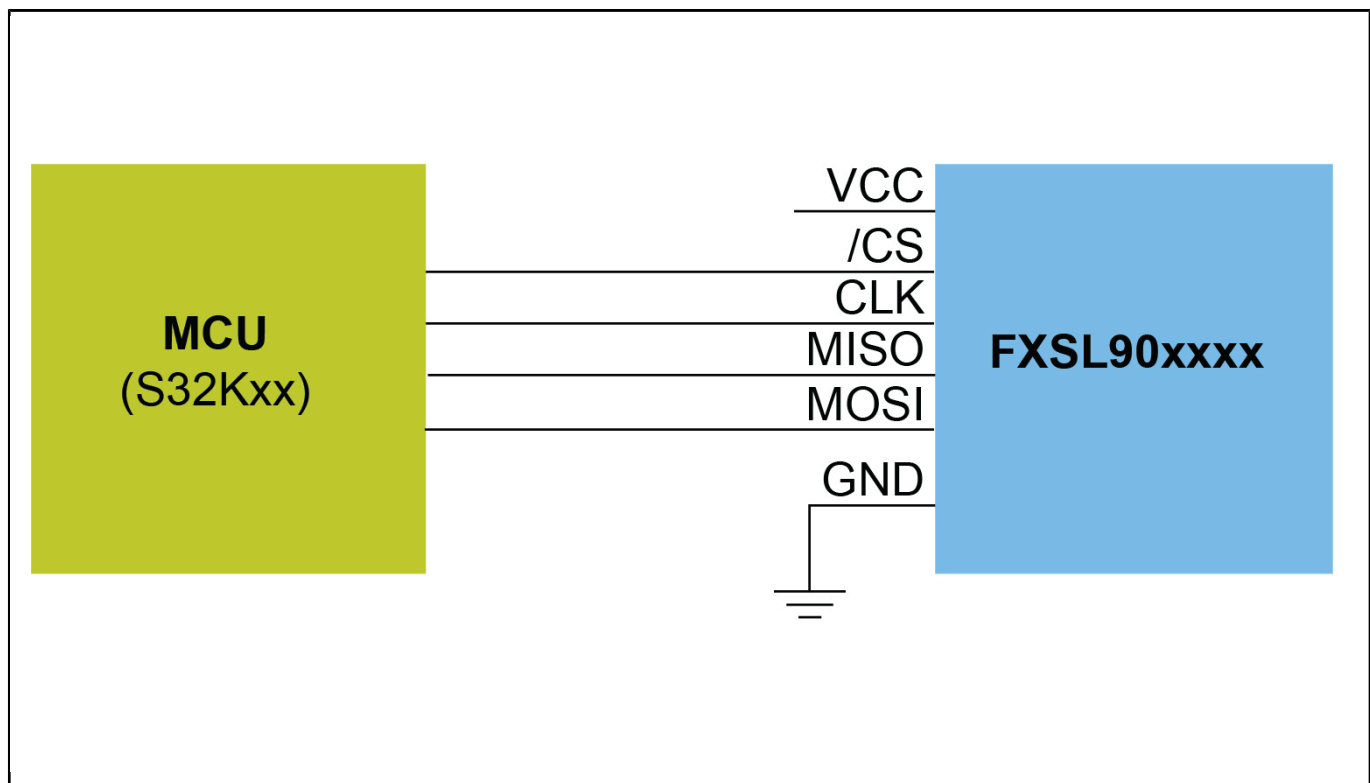 MCU
(S32Kxx)
VCC
/CS
CLK
MISO
MOSI
GND
FXSL90xxxx